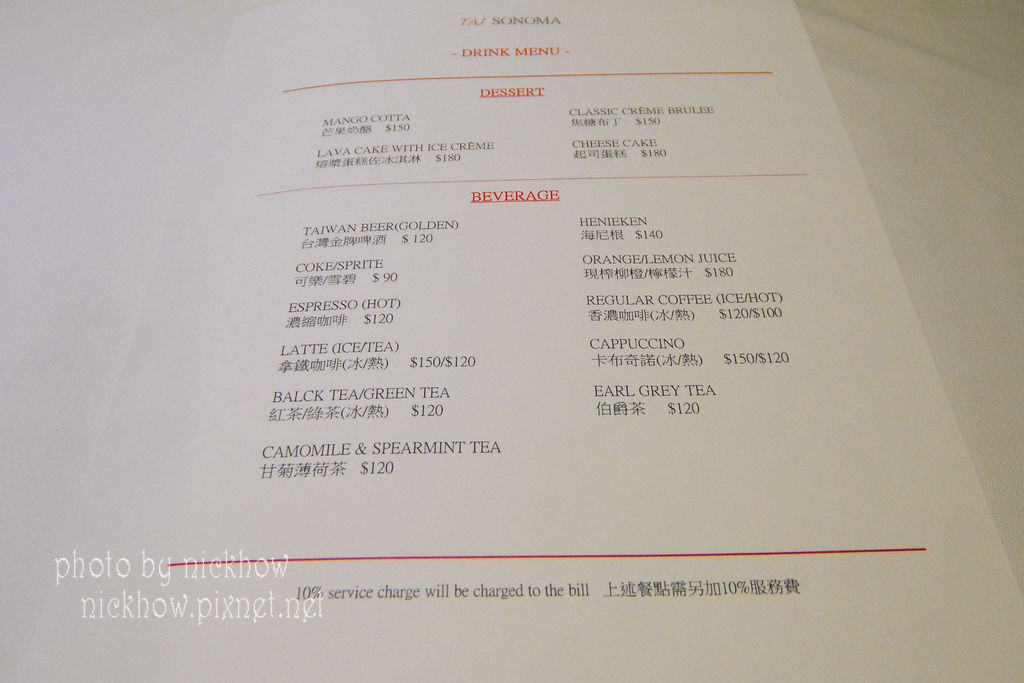 TA/ SONOMA
- DRINK MENU -
DESSERT
MANGO COTTA
芒果奶酪 $150
CLASSIC CRÈME BRULEE
焦糖布丁 $150
LAVA CAKE WITH ICE CRÈME
熔漿蛋糕佐冰淇淋 $180
CHEESE CAKE
起司蛋糕 $180
BEVERAGE
TAIWAN BEER(GOLDEN)
台灣金牌啤酒 $ 120
HENIEKEN
海尼根 $140
COKE/SPRITE
可樂/雪碧 $ 90
ORANGE/LEMON JUICE
現榨柳橙/檸檬汁 $180
ESPRESSO (HOT)
濃縮咖啡 $120
REGULAR COFFEE (ICE/HOT)
香濃咖啡(冰/熱) $120/$100
LATTE (ICE/TEA)
拿鐵咖啡(冰/熱) $150/$120
CAPPUCCINO
卡布奇諾(冰/熱) $150/$120
BALCK TEA/GREEN TEA
紅茶/綠茶(冰/熱) $120
EARL GREY TEA
伯爵茶 $120
CAMOMILE & SPEARMINT TEA
甘菊薄荷茶 $120
10% service charge will be charged to the bill 上述餐點需另加10%服務費
photo by nickhow
nickhow.pixnet.net